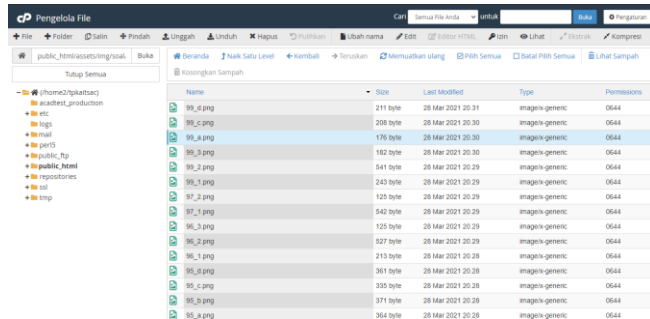 cP Pengelola File Cari Semua File Anda untuk Buka Pengaturan
+ File + Folder Salin + Pindah Unggah Unduh × Hapus Pulihkan Ubah nama Edit Editor HTML Izin Lihat Ekstrak Kompresi
public_html/assets/img/soal Buka Beranda Naik Satu Level Kembali Teruskan Memuatkan ulang Pilih Semua Batal Pilih Semua Lihat Sampah
Tutup Semua Kosongkan Sampah
Name Size Last Modified Type Permissions
(/home2/tpkaitsac)
acadtest_production
etc
logs
mail
perl5
public_ftp
public_html
repositories
ssl
tmp
99_d.png 211 byte 28 Mar 2021 20.31 image/x-generic 0644
99_c.png 208 byte 28 Mar 2021 20.30 image/x-generic 0644
99_a.png 176 byte 28 Mar 2021 20.30 image/x-generic 0644
99_3.png 182 byte 28 Mar 2021 20.30 image/x-generic 0644
99_2.png 541 byte 28 Mar 2021 20.29 image/x-generic 0644
99_1.png 243 byte 28 Mar 2021 20.29 image/x-generic 0644
97_2.png 125 byte 28 Mar 2021 20.29 image/x-generic 0644
97_1.png 542 byte 28 Mar 2021 20.29 image/x-generic 0644
96_3.png 125 byte 28 Mar 2021 20.29 image/x-generic 0644
96_2.png 527 byte 28 Mar 2021 20.29 image/x-generic 0644
96_1.png 213 byte 28 Mar 2021 20.28 image/x-generic 0644
95_d.png 361 byte 28 Mar 2021 20.28 image/x-generic 0644
95_c.png 335 byte 28 Mar 2021 20.28 image/x-generic 0644
95_b.png 371 byte 28 Mar 2021 20.28 image/x-generic 0644
95_a.png 364 byte 28 Mar 2021 20.28 image/x-generic 0644